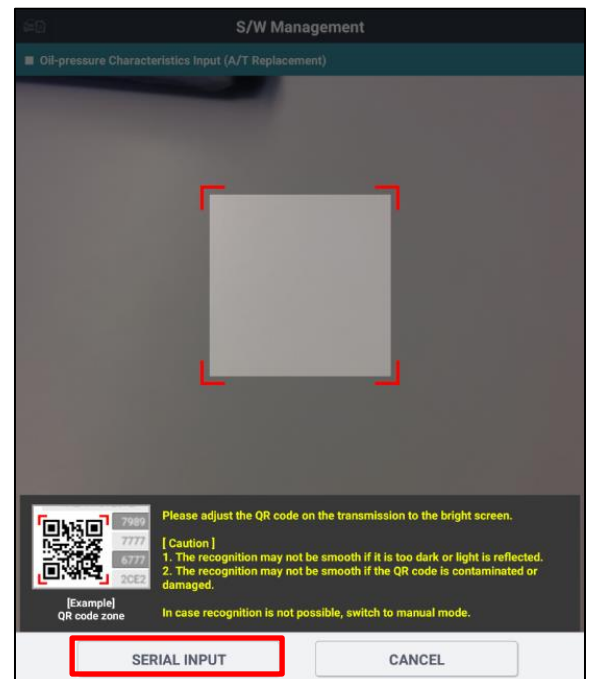 S/W Management
■ Oil-pressure Characteristics Input (A/T Replacement)
7989
7777
6777
2CE2
[Example]
QR code zone
Please adjust the QR code on the transmission to the bright screen.
[ Caution ]
1. The recognition may not be smooth if it is too dark or light is reflected.
2. The recognition may not be smooth if the QR code is contaminated or
damaged.
In case recognition is not possible, switch to manual mode.
SERIAL INPUT
CANCEL